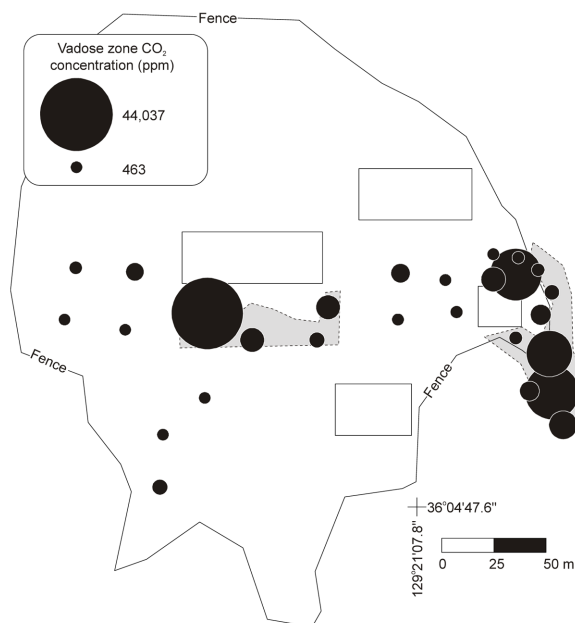 Fence
Vadose zone CO₂
concentration (ppm)
44,037
463
Fence
Fence
36°04'47.6"
129°21'07.8"
0 25 50 m